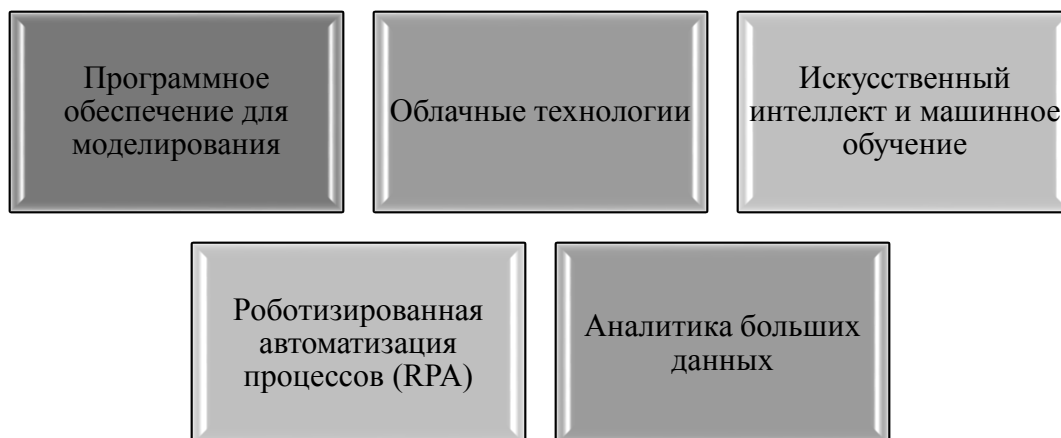 Программное
обеспечение для
моделирования
Облачные технологии
Искусственный
интеллект и машинное
обучение
Роботизированная
автоматизация
процессов (RPA)
Аналитика больших
данных